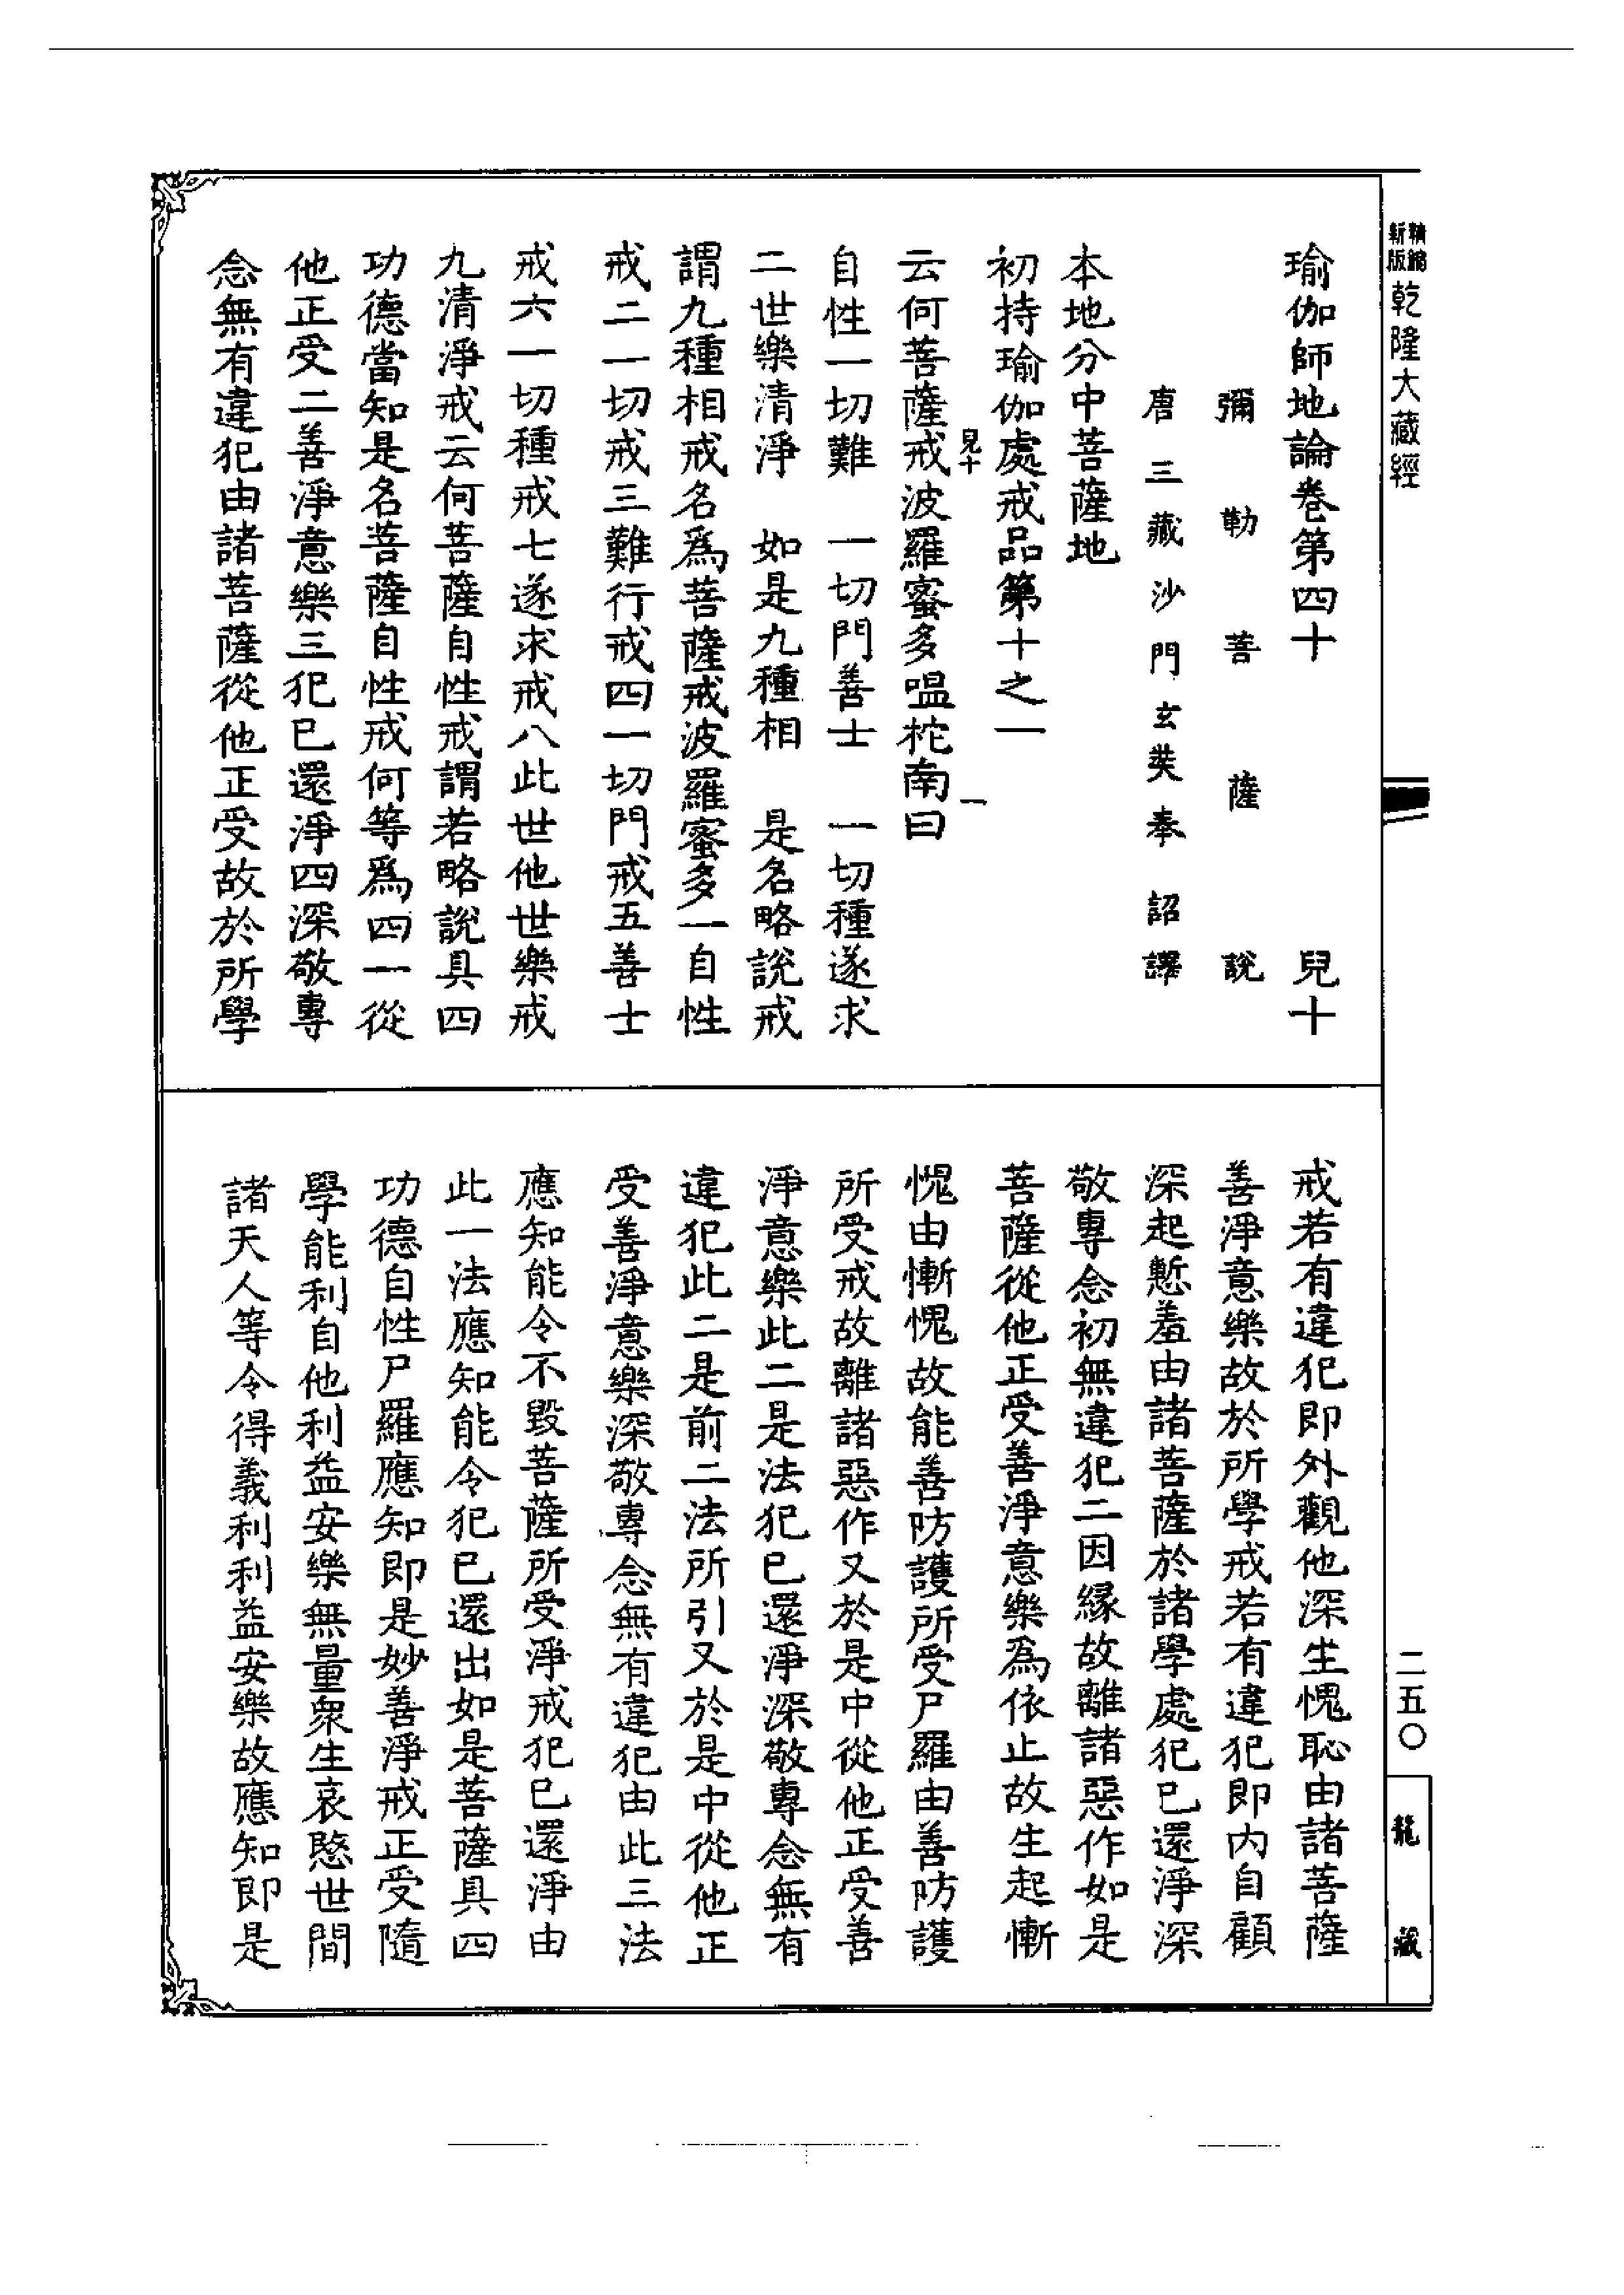 新版精縮乾隆大藏經
瑜伽師地論卷第四十 兒十
彌勒菩薩說
唐三藏沙門玄奘奉詔譯
本地分中菩薩地
初持瑜伽處戒品第十之一
兒十 一
云何菩薩戒波羅蜜多嗢柁南曰
自性一切難 一切門善士 一切種遂求
二世樂清淨 如是九種相 是名略說戒
謂九種相戒名爲菩薩戒波羅蜜多一自性
戒二一切戒三難行戒四一切門戒五善士
戒六一切種戒七遂求戒八此世他世樂戒
九清淨戒云何菩薩自性戒謂若略說具四
功德當知是名菩薩自性戒何等爲四一從
他正受二善淨意樂三犯已還淨四深敬專
念無有違犯由諸菩薩從他正受故於所學
戒若有違犯即外觀他深生愧恥由諸菩薩
善淨意樂故於所學戒若有違犯即內自顧
深起慙羞由諸菩薩於諸學處犯已還淨深
敬專念初無違犯二因緣故離諸惡作如是
菩薩從他正受善淨意樂爲依止故生起慚
愧由慚愧故能善防護所受尸羅由善防護
所受戒故離諸惡作又於是中從他正受善
淨意樂此二是法犯已還淨深敬專念無有
違犯此二是前二法所引又於是中從他正
受善淨意樂深敬專念無有違犯由此三法
應知能令不毀菩薩所受淨戒犯已還淨由
此一法應知能令犯已還出如是菩薩具四
功德自性尸羅應知即是妙善淨戒正受隨
學能利自他利益安樂無量衆生哀愍世間
諸天人等令得義利利益安樂故應知即是
二五〇
龍藏